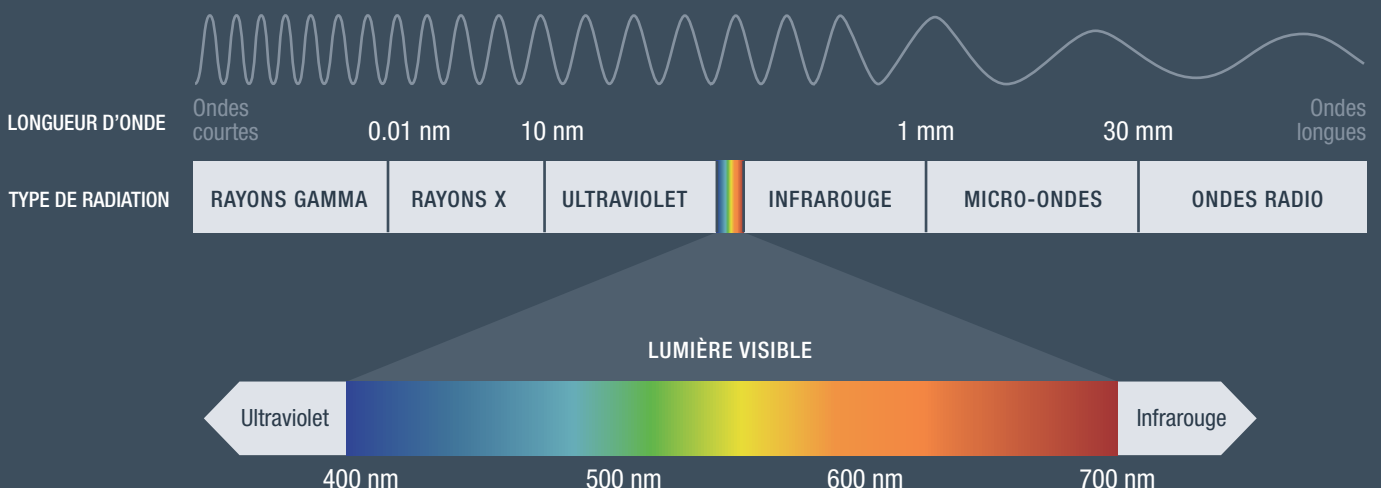 LONGUEUR D’ONDE
Ondes
courtes
0.01 nm
10 nm
1 mm
30 mm
Ondes
longues
TYPE DE RADIATION
RAYONS GAMMA
RAYONS X
ULTRAVIOLET
INFRAROUGE
MICRO-ONDES
ONDES RADIO
LUMIÈRE VISIBLE
Ultraviolet
Infrarouge
400 nm
500 nm
600 nm
700 nm